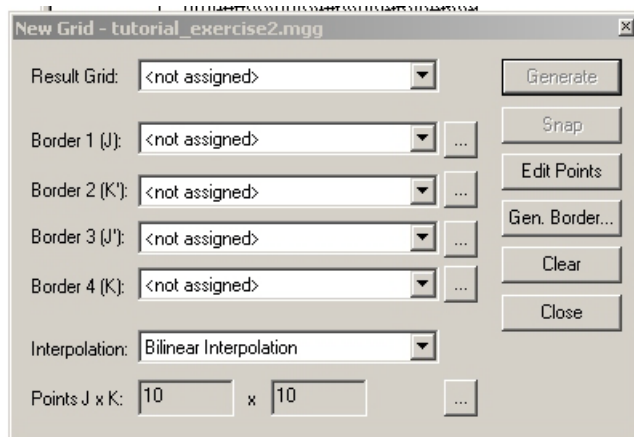 New Grid - tutorial_exercise2.mgg
Result Grid: <not assigned> Generate
Snap
Border 1 (J): <not assigned> ...
Edit Points
Border 2 (K'): <not assigned> ...
Gen. Border...
Border 3 (J'): <not assigned> ...
Clear
Border 4 (K): <not assigned> ...
Close
Interpolation: Bilinear Interpolation
Points J x K: 10 x 10 ...